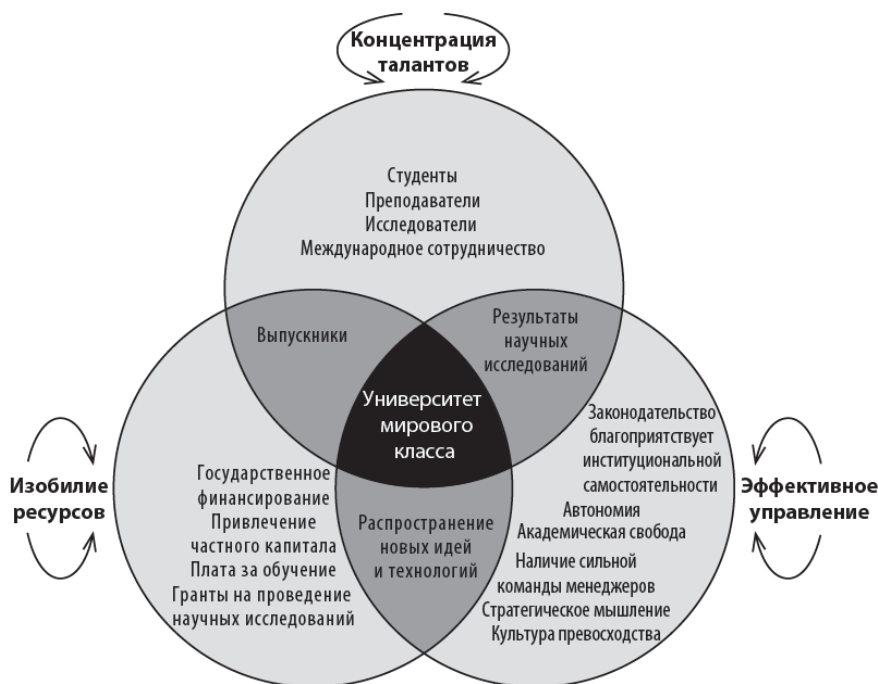 Концентрация
талантов
Студенты
Преподаватели
Исследователи
Международное сотрудничество
Выпускники
Результаты
научных
исследований
Университет
мирового
класса
Изобилие
ресурсов
Государственное
финансирование
Привлечение
частного капитала
Плата за обучение
Гранты на проведение
научных исследований
Распространение
новых идей
и технологий
Законодательство
благоприятствует
институциональной
самостоятельности
Автономия
Академическая свобода
Наличие сильной
команды менеджеров
Стратегическое мышление
Культура превосходства
Эффективное
управление